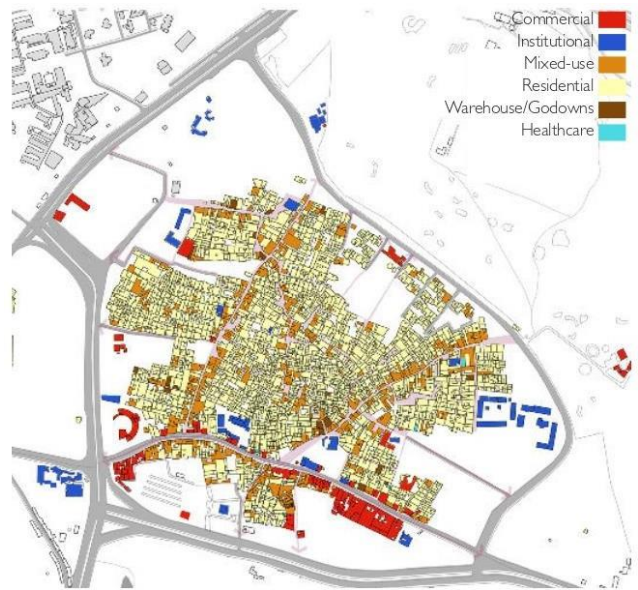 Commercial
Institutional
Mixed-use
Residential
Warehouse/Godowns
Healthcare